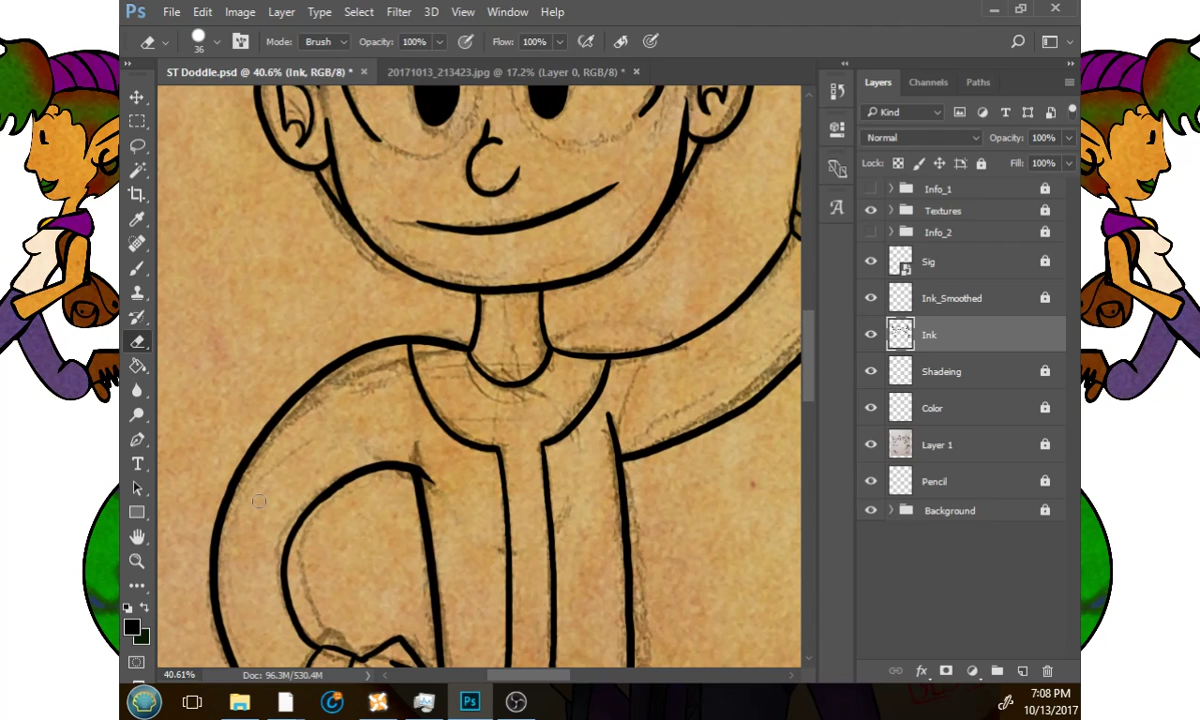 Ps File Edit Image Layer Type Select Filter 3D View Window Help
36 Mode: Brush Opacity: 100% Flow: 100%
ST Doddle.psd @ 40.6% (Ink, RGB/8) * × 20171013_213423.jpg @ 17.2% (Layer 0, RGB/8) * ×
Layers Channels Paths
Kind
Normal Opacity: 100%
Lock: Fill: 100%
Info_1
Textures
Info_2
Sig
Ink_Smoothed
Ink
Shadeing
Color
Layer 1
Pencil
Background
40.61% Doc: 96.3M/530.4M
fx
Ps
7:08 PM
10/13/2017